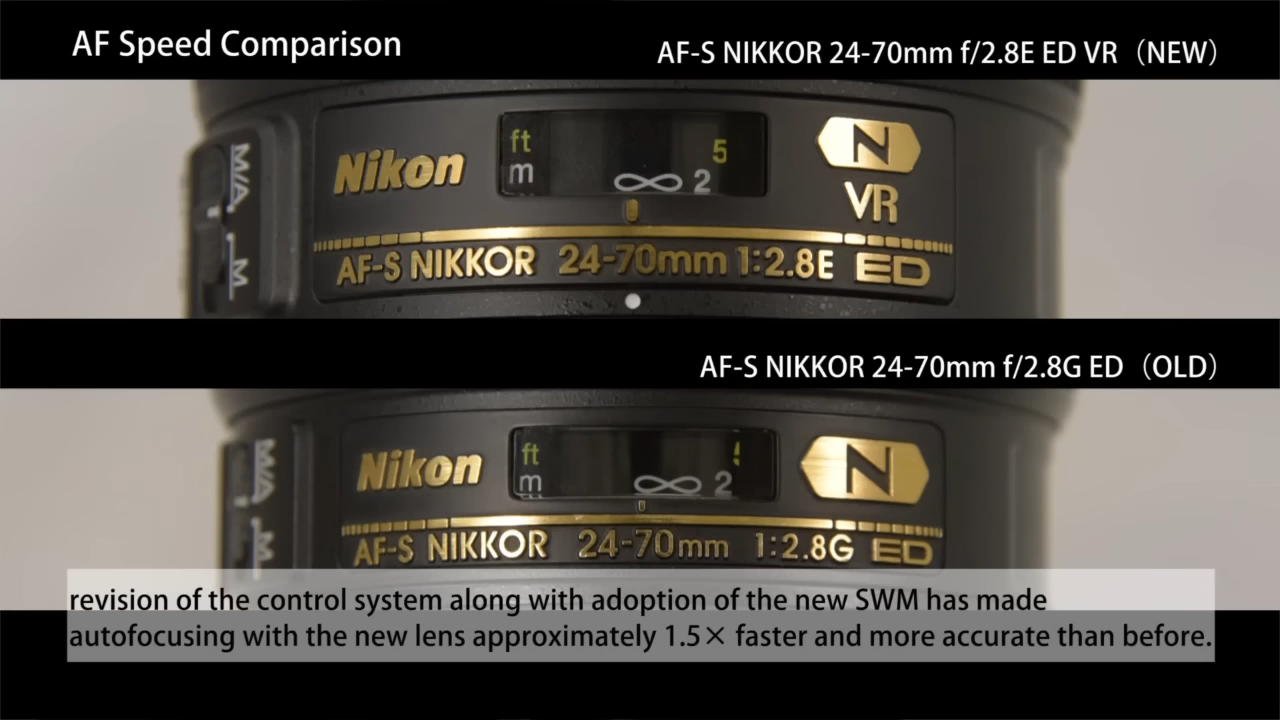 AF Speed Comparison
AF-S NIKKOR 24-70mm f/2.8E ED VR（NEW）
M/A
M
Nikon
ft
5
m
∞ 2
N
VR
AF-S NIKKOR 24-70mm 1:2.8E ED
AF-S NIKKOR 24-70mm f/2.8G ED（OLD）
M/A
M
Nikon
ft
m
∞ 2
N
AF-S NIKKOR 24-70mm 1:2.8G ED
revision of the control system along with adoption of the new SWM has made
autofocusing with the new lens approximately 1.5× faster and more accurate than before.